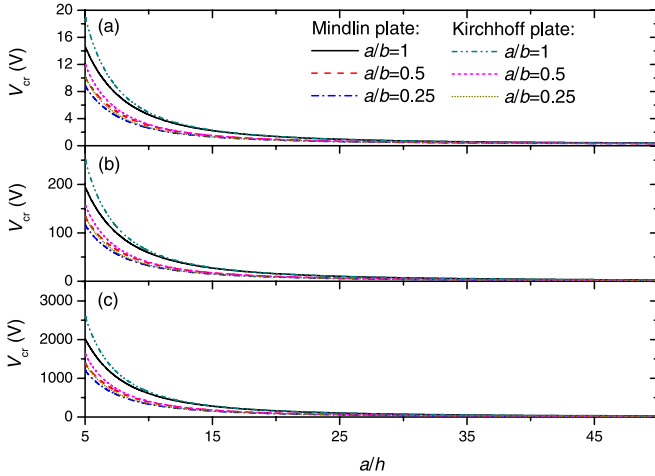 (a) Mindlin plate: Kirchhoff plate:
a/b=1 a/b=1
a/b=0.5 a/b=0.5
a/b=0.25 a/b=0.25
20
16
12
8
4
0
V_cr (V)
(b)
200
100
0
V_cr (V)
(c)
3000
2000
1000
0
V_cr (V)
5 15 25 35 45
a/h